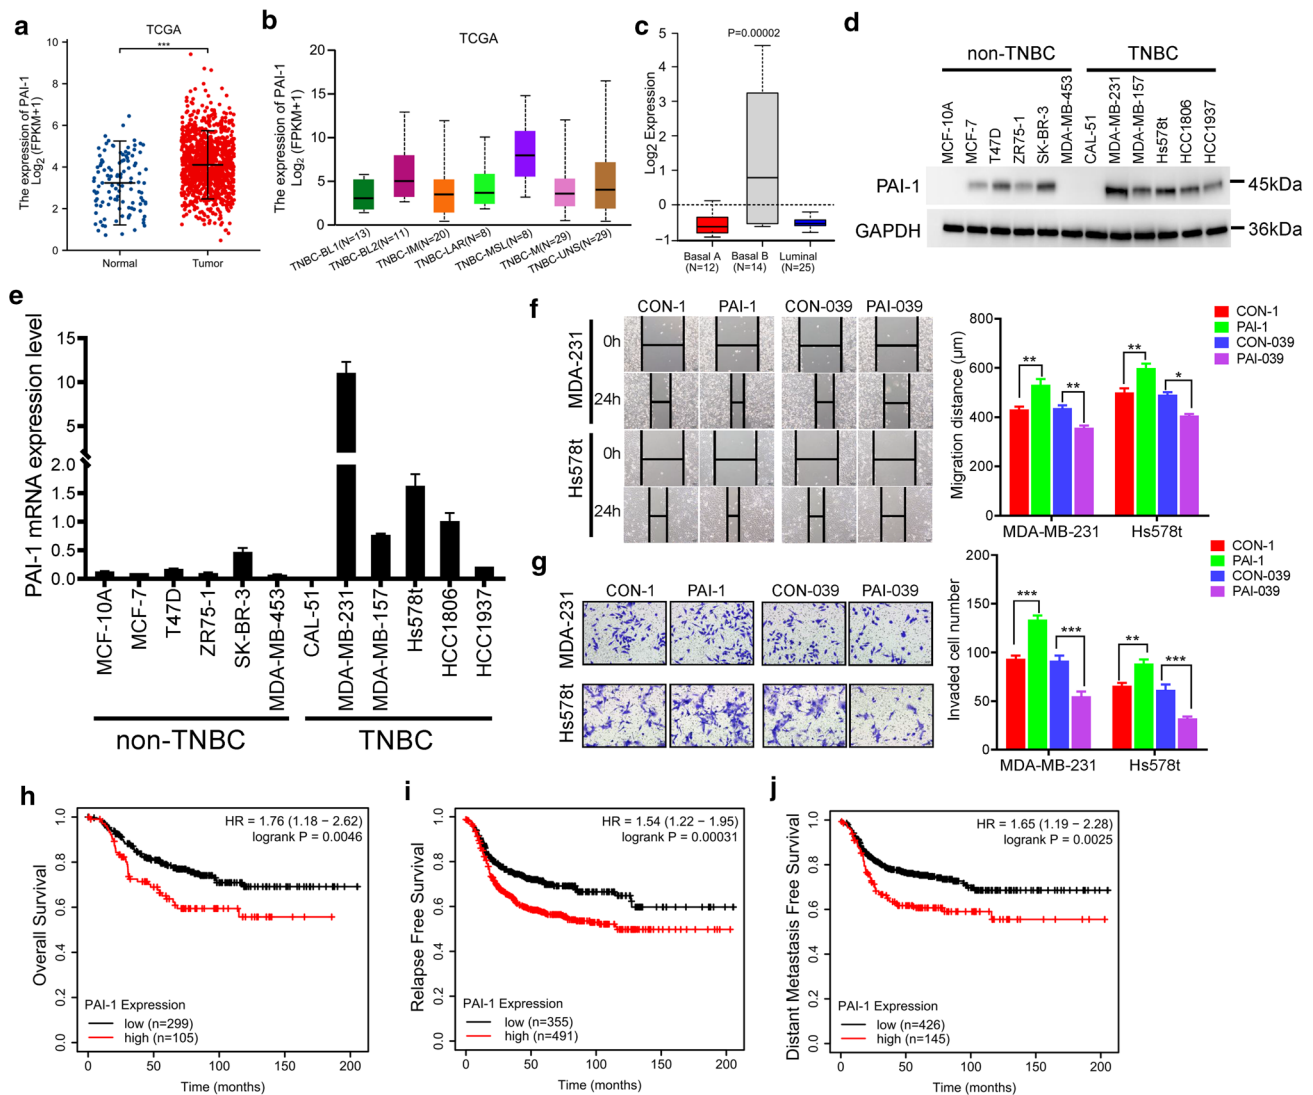 a
TCGA
***
The expression of PAI-1
Log2 (FPKM+1)
10
8
6
4
2
0
Normal
Tumor
b
TCGA
The expression of PAI-1
Log2 (FPKM+1)
20
15
10
5
0
TNBC-BL1(N=13)
TNBC-BL2(N=11)
TNBC-IM(N=20)
TNBC-LAR(N=8)
TNBC-MSL(N=8)
TNBC-M(N=29)
TNBC-UNS(N=29)
c
P=0.00002
Log2 Expression
5
4
3
2
1
0
−1
Basal A
(N=12)
Basal B
(N=14)
Luminal
(N=25)
d
non-TNBC
TNBC
MCF-10A
MCF-7
T47D
ZR75-1
SK-BR-3
MDA-MB-453
CAL-51
MDA-MB-231
MDA-MB-157
Hs578t
HCC1806
HCC1937
PAI-1
45kDa
GAPDH
36kDa
e
PAI-1 mRNA expression level
15
10
5
2.0
1.5
1.0
0.5
0.0
MCF-10A
MCF-7
T47D
ZR75-1
SK-BR-3
MDA-MB-453
CAL-51
MDA-MB-231
MDA-MB-157
Hs578t
HCC1806
HCC1937
non-TNBC
TNBC
f
CON-1
PAI-1
CON-039
PAI-039
MDA-231
0h
24h
Hs578t
0h
24h
Migration distance (μm)
800
600
400
200
0
**
**
**
*
MDA-MB-231
Hs578t
CON-1
PAI-1
CON-039
PAI-039
g
CON-1
PAI-1
CON-039
PAI-039
MDA-231
Hs578t
Invaded cell number
200
150
100
50
0
***
***
**
***
MDA-MB-231
Hs578t
CON-1
PAI-1
CON-039
PAI-039
h
Overall Survival
1.0
0.8
0.6
0.4
0.2
0.0
HR = 1.76 (1.18 − 2.62)
logrank P = 0.0046
PAI-1 Expression
low (n=299)
high (n=105)
0
50
100
150
200
Time (months)
i
Relapse Free Survival
1.0
0.8
0.6
0.4
0.2
0.0
HR = 1.54 (1.22 − 1.95)
logrank P = 0.00031
PAI-1 Expression
low (n=355)
high (n=491)
0
50
100
150
200
Time (months)
j
Distant Metastasis Free Survival
1.0
0.8
0.6
0.4
0.2
0.0
HR = 1.65 (1.19 − 2.28)
logrank P = 0.0025
PAI-1 Expression
low (n=426)
high (n=145)
0
50
100
150
200
Time (months)